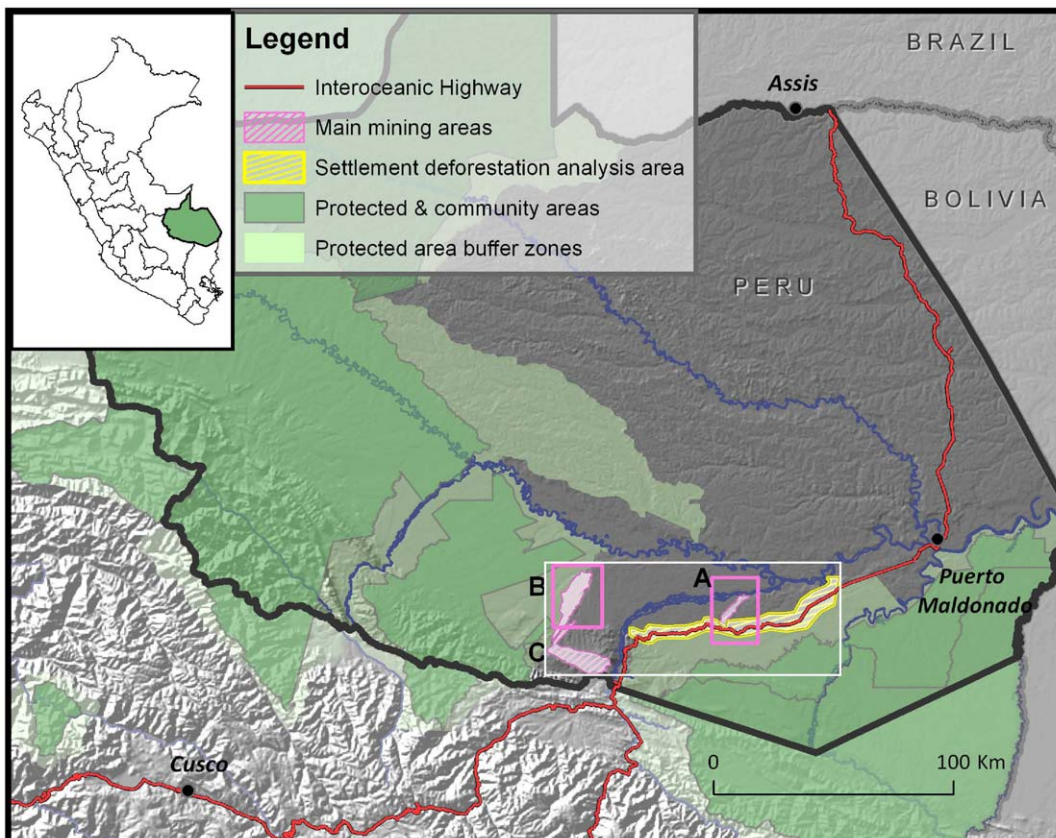 Legend
Interoceanic Highway
Main mining areas
Settlement deforestation analysis area
Protected & community areas
Protected area buffer zones
BRAZIL
Assis
BOLIVIA
PERU
B
A
Puerto
Maldonado
C
0
100 Km
Cusco